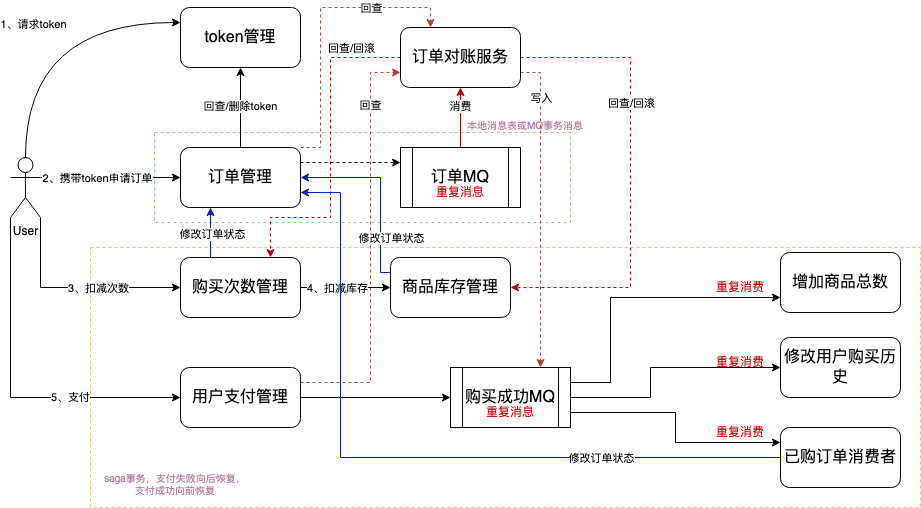 回查
1、请求token
token管理
订单对账服务
回查/回滚
回查/删除token
回查
消费
写入
回查/回滚
本地消息表或MQ事务消息
2、携带token申请订单
订单管理
订单MQ
重复消息
User
修改订单状态
修改订单状态
3、扣减次数
购买次数管理
4、扣减库存
商品库存管理
重复消费
增加商品总数
重复消费
修改用户购买历
史
5、支付
用户支付管理
购买成功MQ
重复消息
重复消费
已购订单消费者
修改订单状态
saga事务，支付失败向后恢复，
支付成功向前恢复